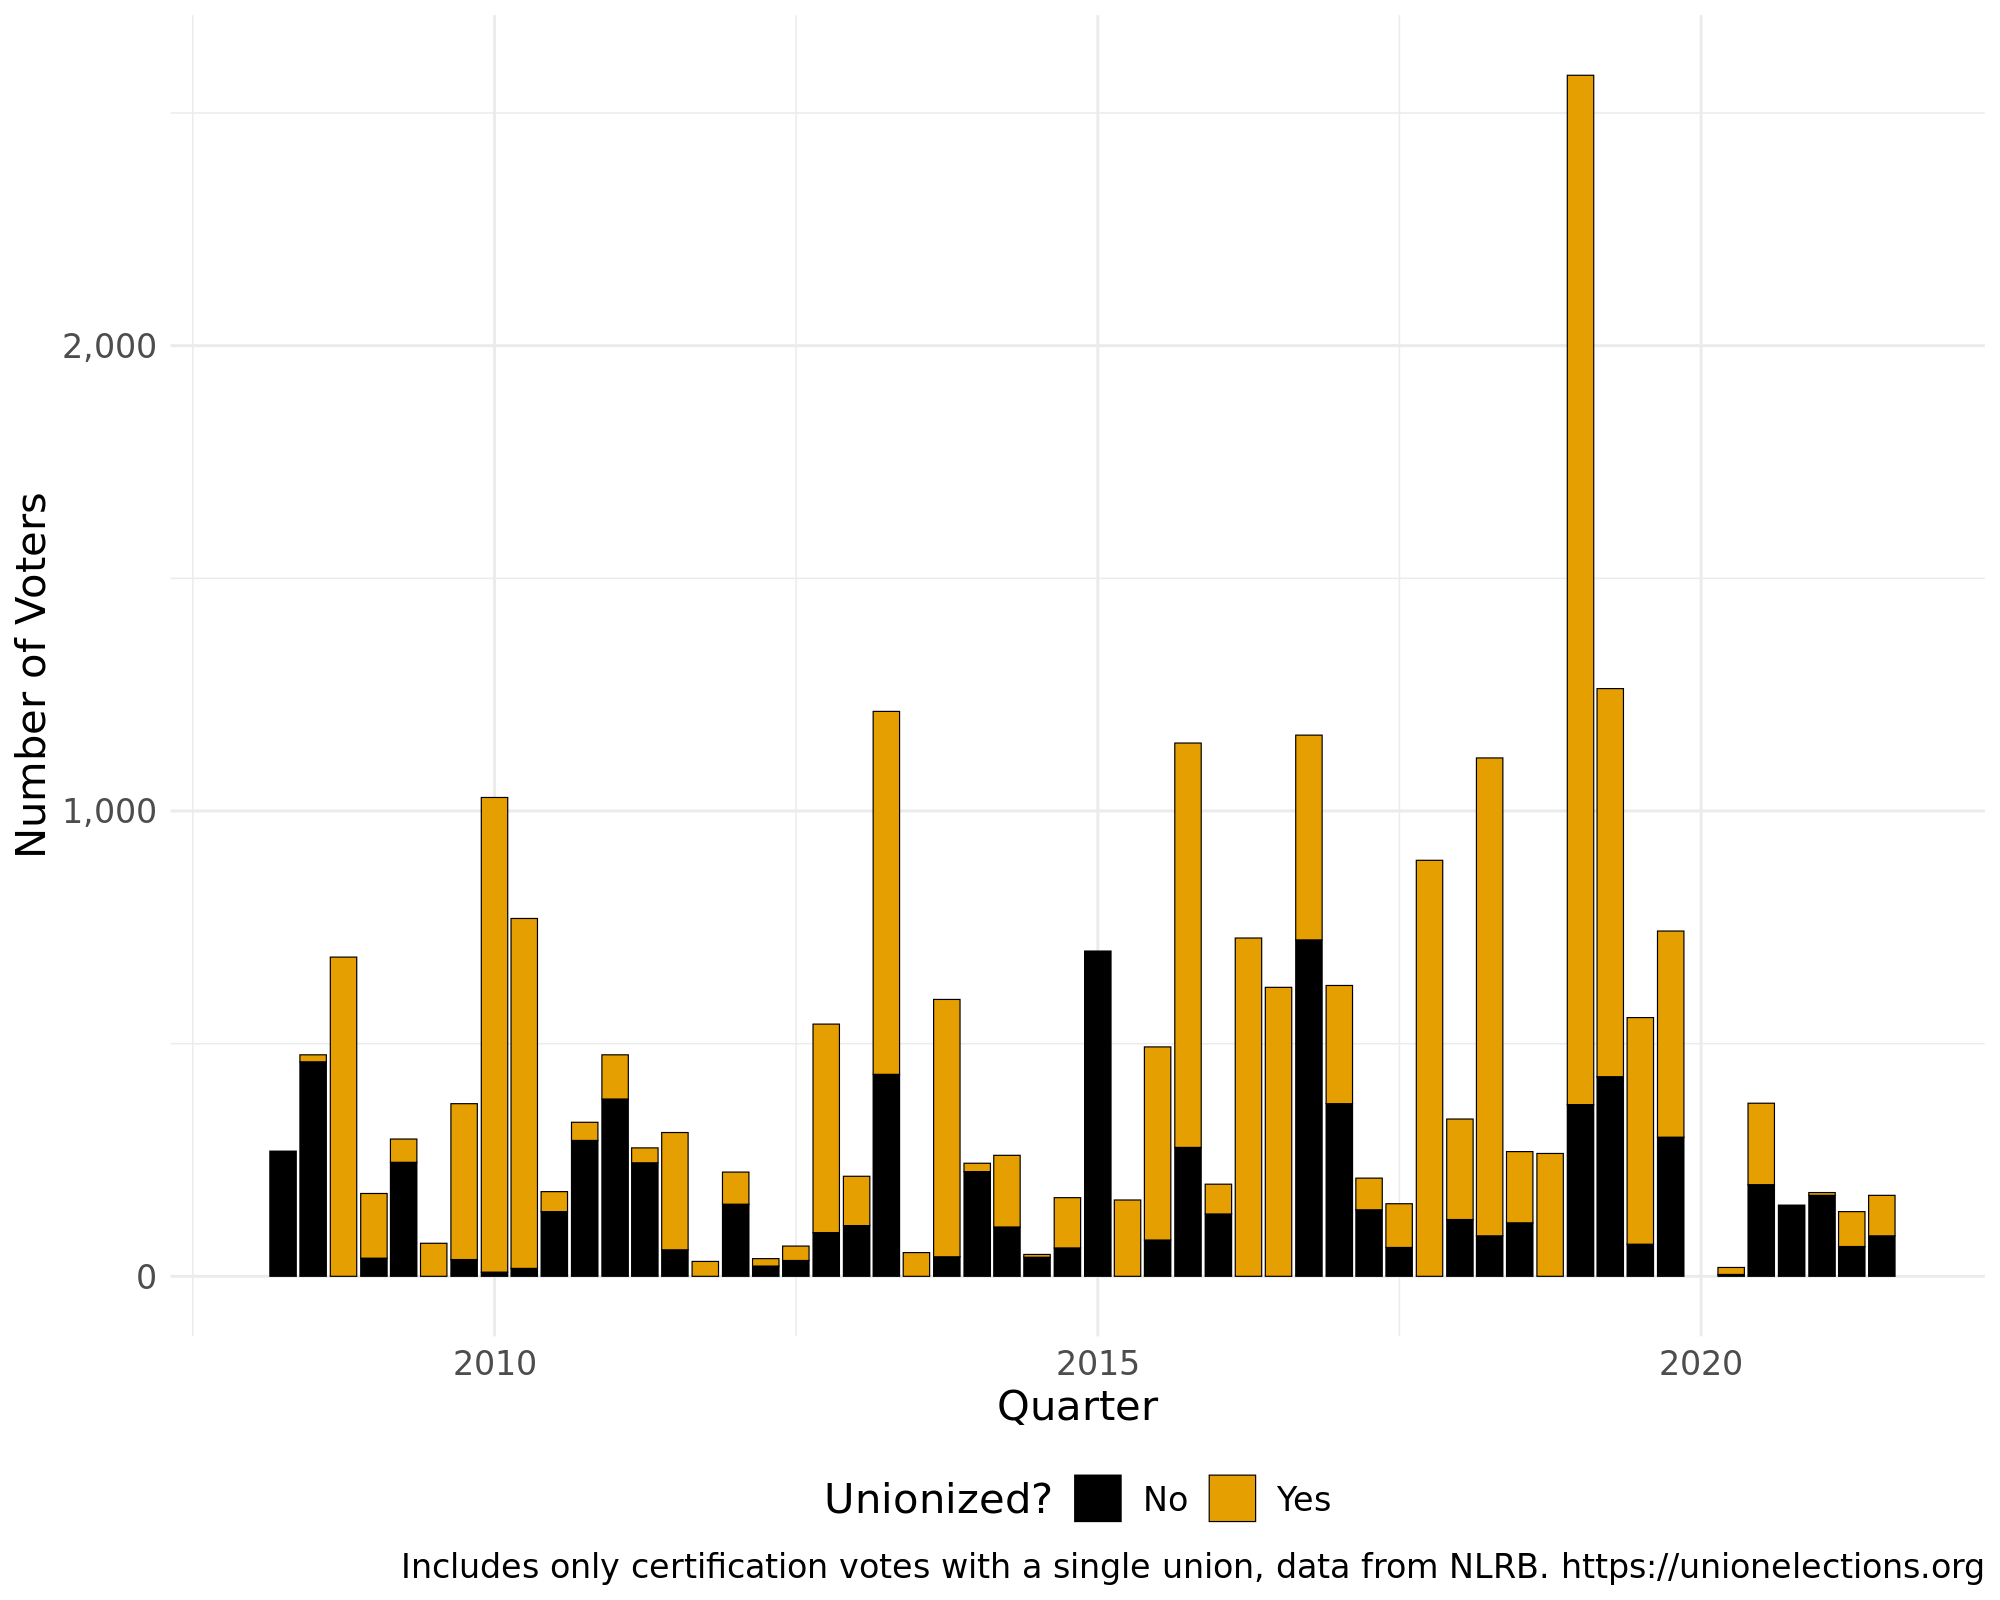 Number of Voters
2,000
1,000
0
2010 2015 2020
Quarter
Unionized? No Yes
Includes only certification votes with a single union, data from NLRB. https://unionelections.org